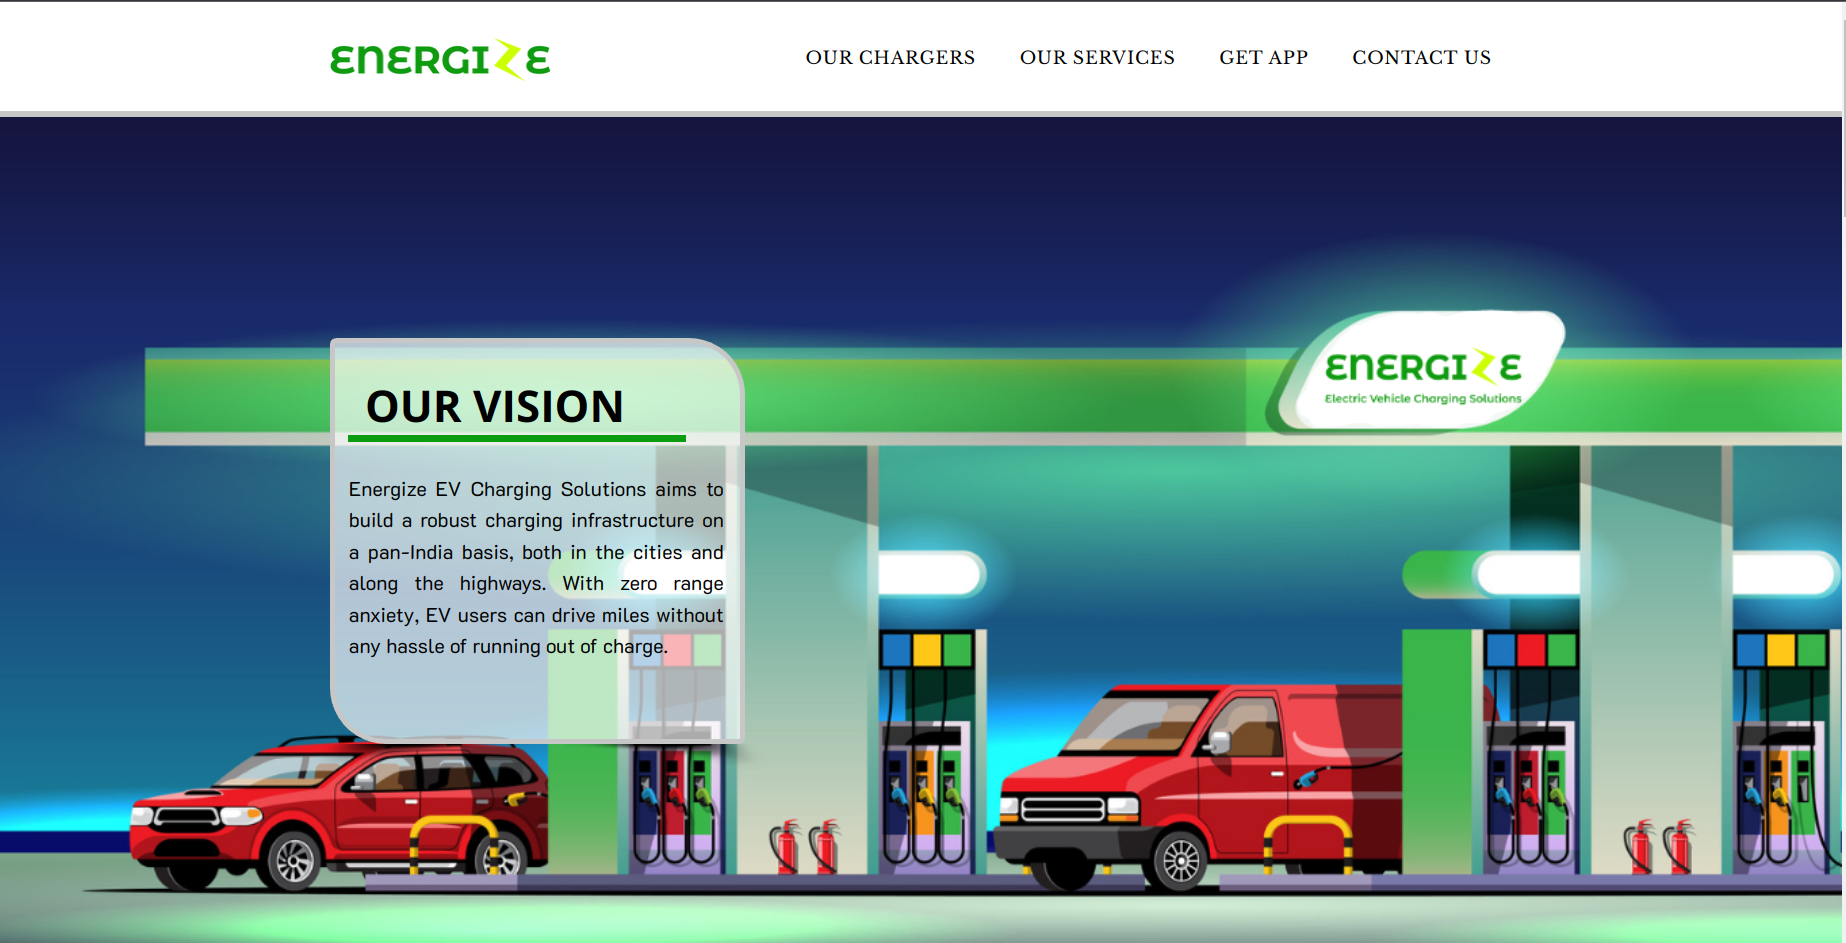 ENERGIZE
OUR CHARGERS OUR SERVICES GET APP CONTACT US
ENERGIZE
Electric Vehicle Charging Solutions
OUR VISION
Energize EV Charging Solutions aims to
build a robust charging infrastructure on
a pan-India basis, both in the cities and
along the highways. With zero range
anxiety, EV users can drive miles without
any hassle of running out of charge.